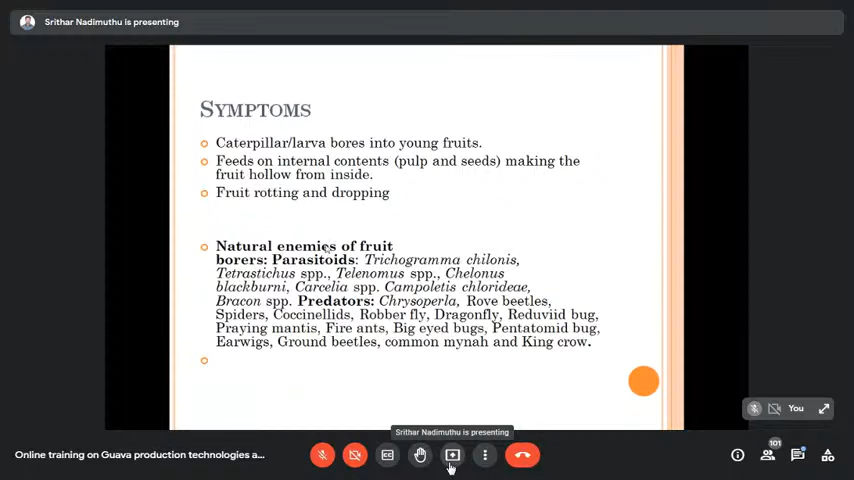 Srithar Nadimuthu is presenting
SYMPTOMS
Caterpillar/larva bores into young fruits.
Feeds on internal contents (pulp and seeds) making the
fruit hollow from inside.
Fruit rotting and dropping
Natural enemies of fruit
borers: Parasitoids: Trichogramma chilonis,
Tetrastichus spp., Telenomus spp., Chelonus
blackburni, Carcelia spp. Campoletis chlorideae,
Bracon spp. Predators: Chrysoperla, Rove beetles,
Spiders, Coccinellids, Robber fly, Dragonfly, Reduviid bug,
Praying mantis, Fire ants, Big eyed bugs, Pentatomid bug,
Earwigs, Ground beetles, common mynah and King crow.
You
Srithar Nadimuthu is presenting
101
Online training on Guava production technologies a...
CC